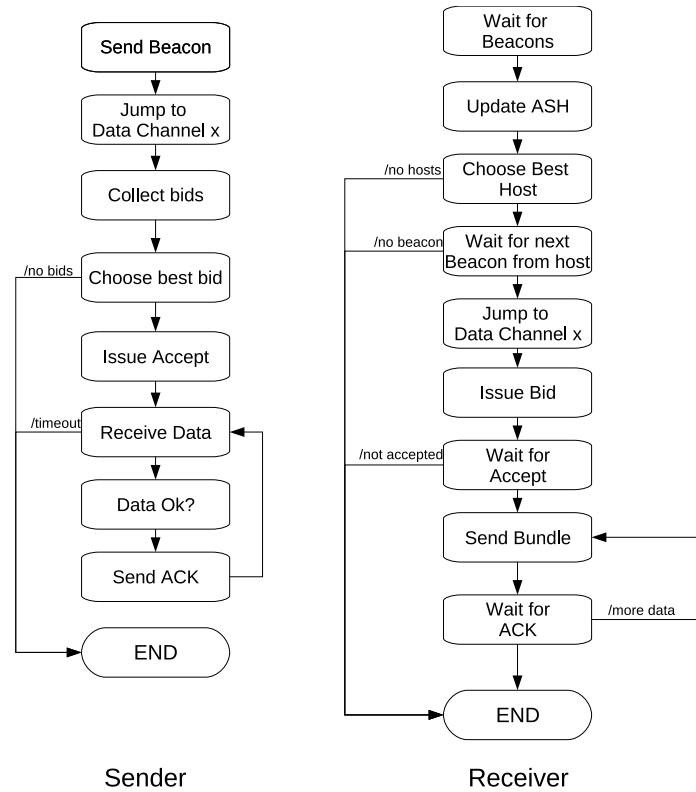 Send Beacon
Jump to
Data Channel x
Collect bids
/no bids
Choose best bid
Issue Accept
/timeout
Receive Data
Data Ok?
Send ACK
END
Sender
Wait for
Beacons
Update ASH
/no hosts
Choose Best
Host
/no beacon
Wait for next
Beacon from host
Jump to
Data Channel x
Issue Bid
/not accepted
Wait for
Accept
Send Bundle
Wait for
ACK
/more data
END
Receiver